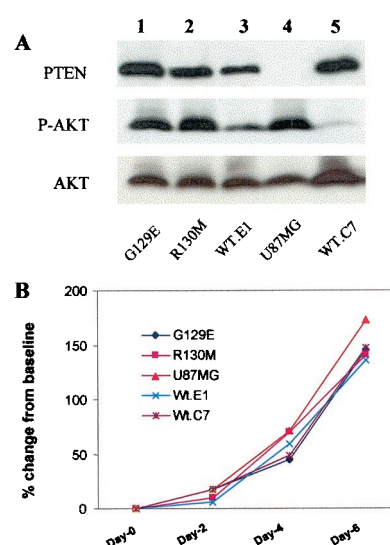 A
1 2 3 4 5
PTEN
P-AKT
AKT
G129E R130M WT.E1 U87MG WT.C7
B
200
150
100
50
0
% change from baseline
G129E
R130M
U87MG
Wt.E1
Wt.C7
Day-0 Day-2 Day-4 Day-6